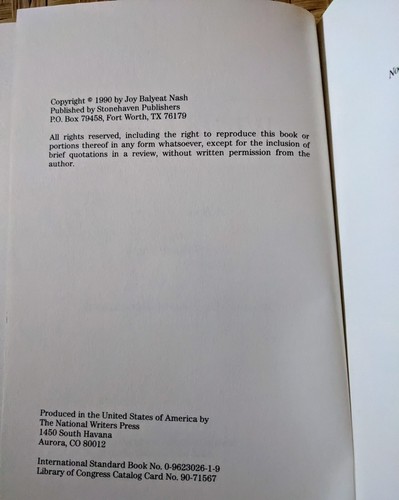 Copyright © 1990 by Joy Balyeat Nash
Published by Stonehaven Publishers
P.O. Box 79458, Fort Worth, TX 76179
All rights reserved, including the right to reproduce this book or
portions thereof in any form whatsoever, except for the inclusion of
brief quotations in a review, without written permission from the
author.
Produced in the United States of America by
The National Writers Press
1450 South Havana
Aurora, CO 80012
International Standard Book No. 0-9623026-1-9
Library of Congress Catalog Card No. 90-71567